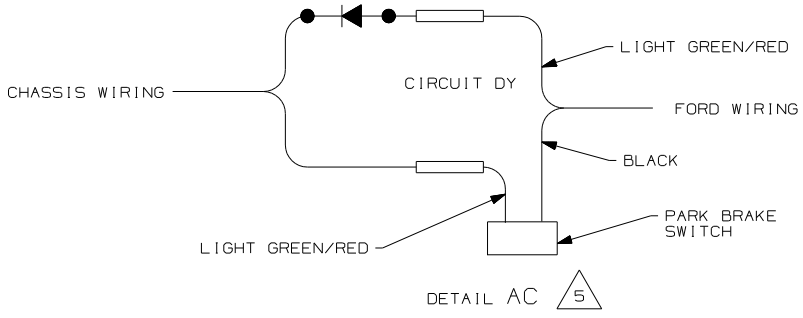 LIGHT GREEN/RED
CIRCUIT DY
CHASSIS WIRING
FORD WIRING
BLACK
PARK BRAKE
SWITCH
LIGHT GREEN/RED
DETAIL AC 5